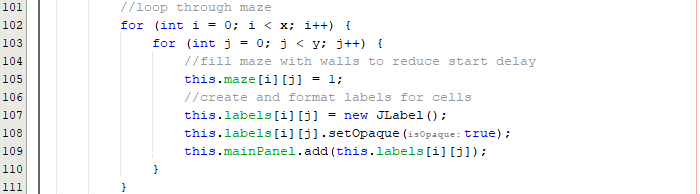 101 //loop through maze
102 for (int i = 0; i < x; i++) {
103 for (int j = 0; j < y; j++) {
104 //fill maze with walls to reduce start delay
105 this.maze[i][j] = 1;
106 //create and format labels for cells
107 this.labels[i][j] = new JLabel();
108 this.labels[i][j].setOpaque(isOpaque: true);
109 this.mainPanel.add(this.labels[i][j]);
110 }
111 }